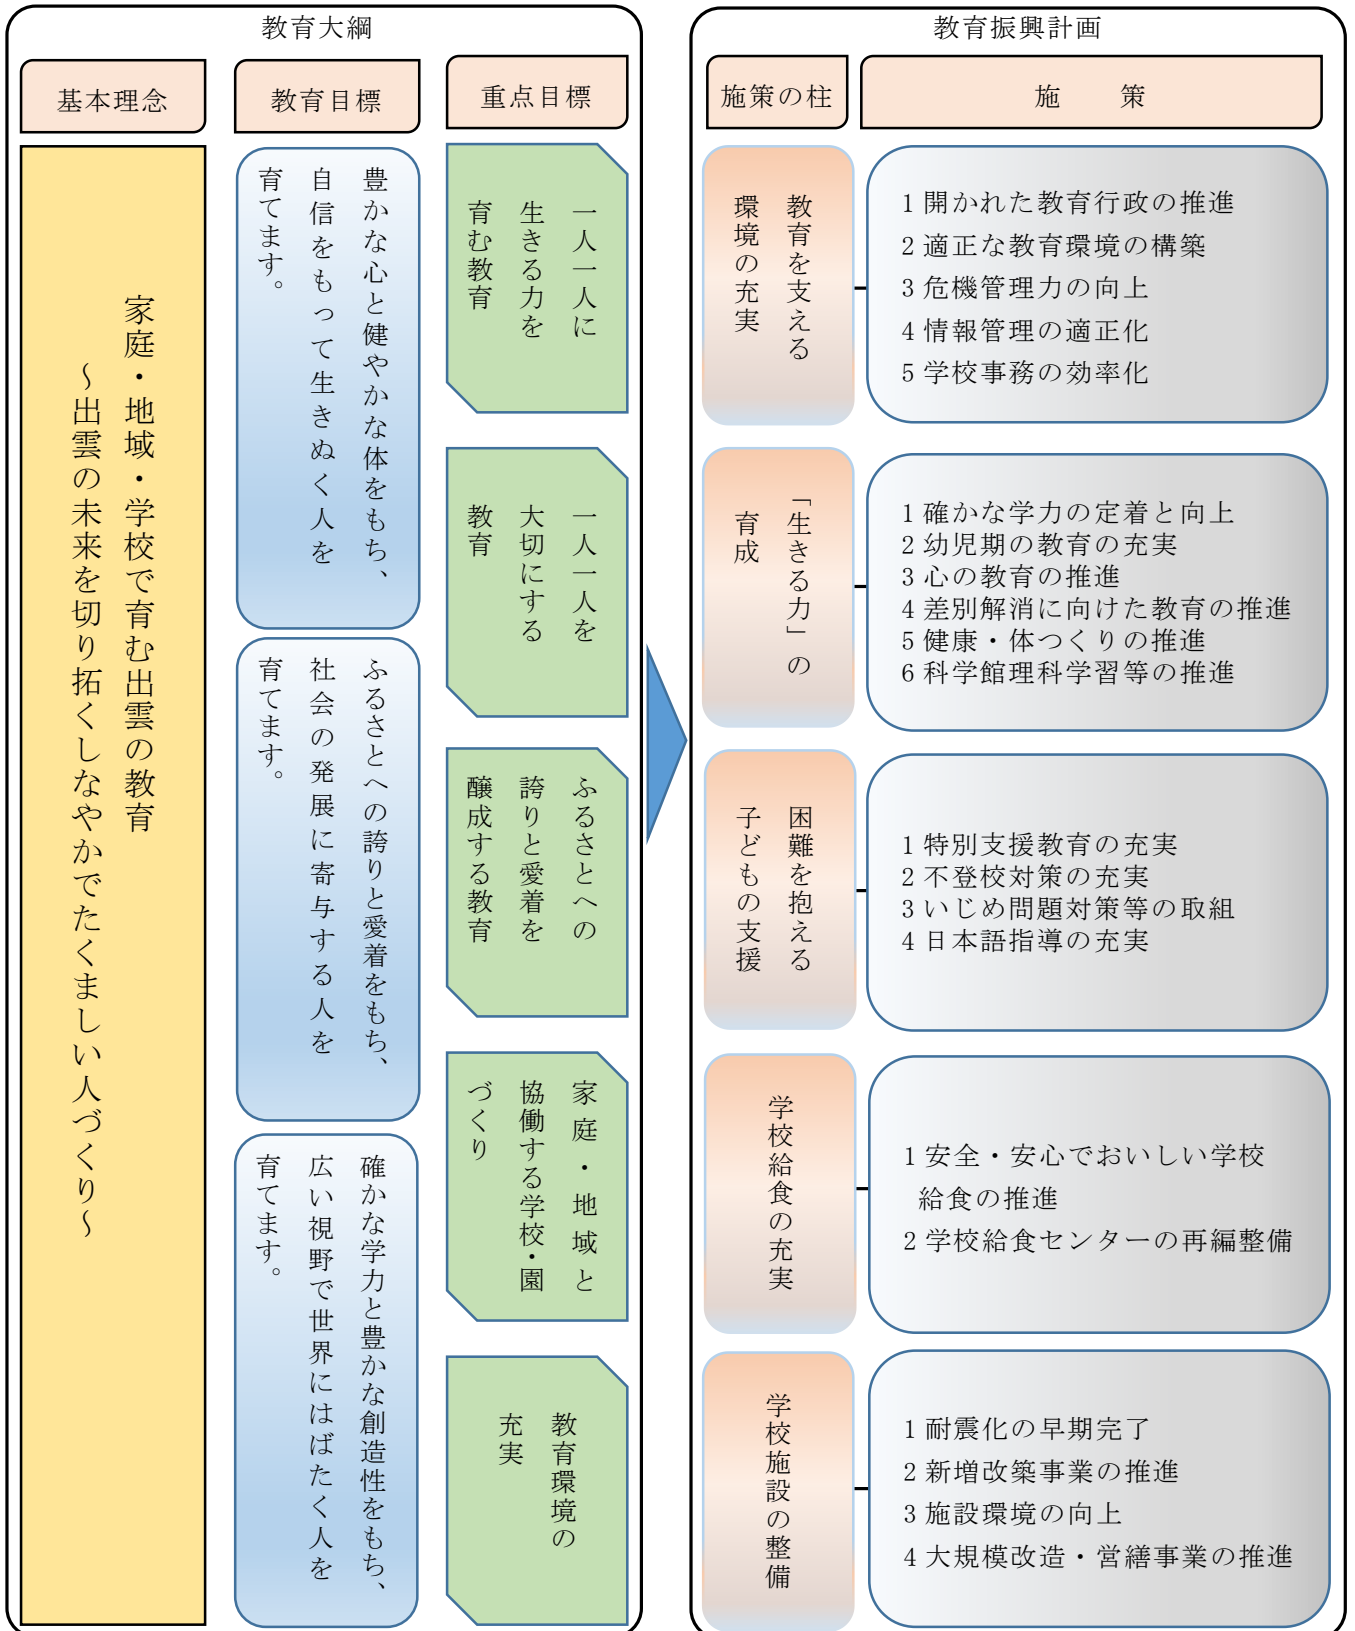 教育大綱
基本理念
教育目標
重点目標
家庭・地域・学校で育む出雲の教育
～出雲の未来を切り拓くしなやかでたくましい人づくり～
豊かな心と健やかな体をもち、
自信をもって生きぬく人を
育てます。
ふるさとへの誇りと愛着をもち、
社会の発展に寄与する人を
育てます。
確かな学力と豊かな創造性をもち、
広い視野で世界にはばたく人を
育てます。
一人一人に
生きる力を
育む教育
一人一人を
大切にする
教育
ふるさとへの
誇りと愛着を
醸成する教育
家庭・地域と
協働する学校・園
づくり
教育環境の
充実
教育振興計画
施策の柱
施　策
教育を支える
環境の充実
1 開かれた教育行政の推進
2 適正な教育環境の構築
3 危機管理力の向上
4 情報管理の適正化
5 学校事務の効率化
「生きる力」の
育成
1 確かな学力の定着と向上
2 幼児期の教育の充実
3 心の教育の推進
4 差別解消に向けた教育の推進
5 健康・体つくりの推進
6 科学館理科学習等の推進
困難を抱える
子どもの支援
1 特別支援教育の充実
2 不登校対策の充実
3 いじめ問題対策等の取組
4 日本語指導の充実
学校給食の充実
1 安全・安心でおいしい学校
給食の推進
2 学校給食センターの再編整備
学校施設の整備
1 耐震化の早期完了
2 新増改築事業の推進
3 施設環境の向上
4 大規模改造・営繕事業の推進